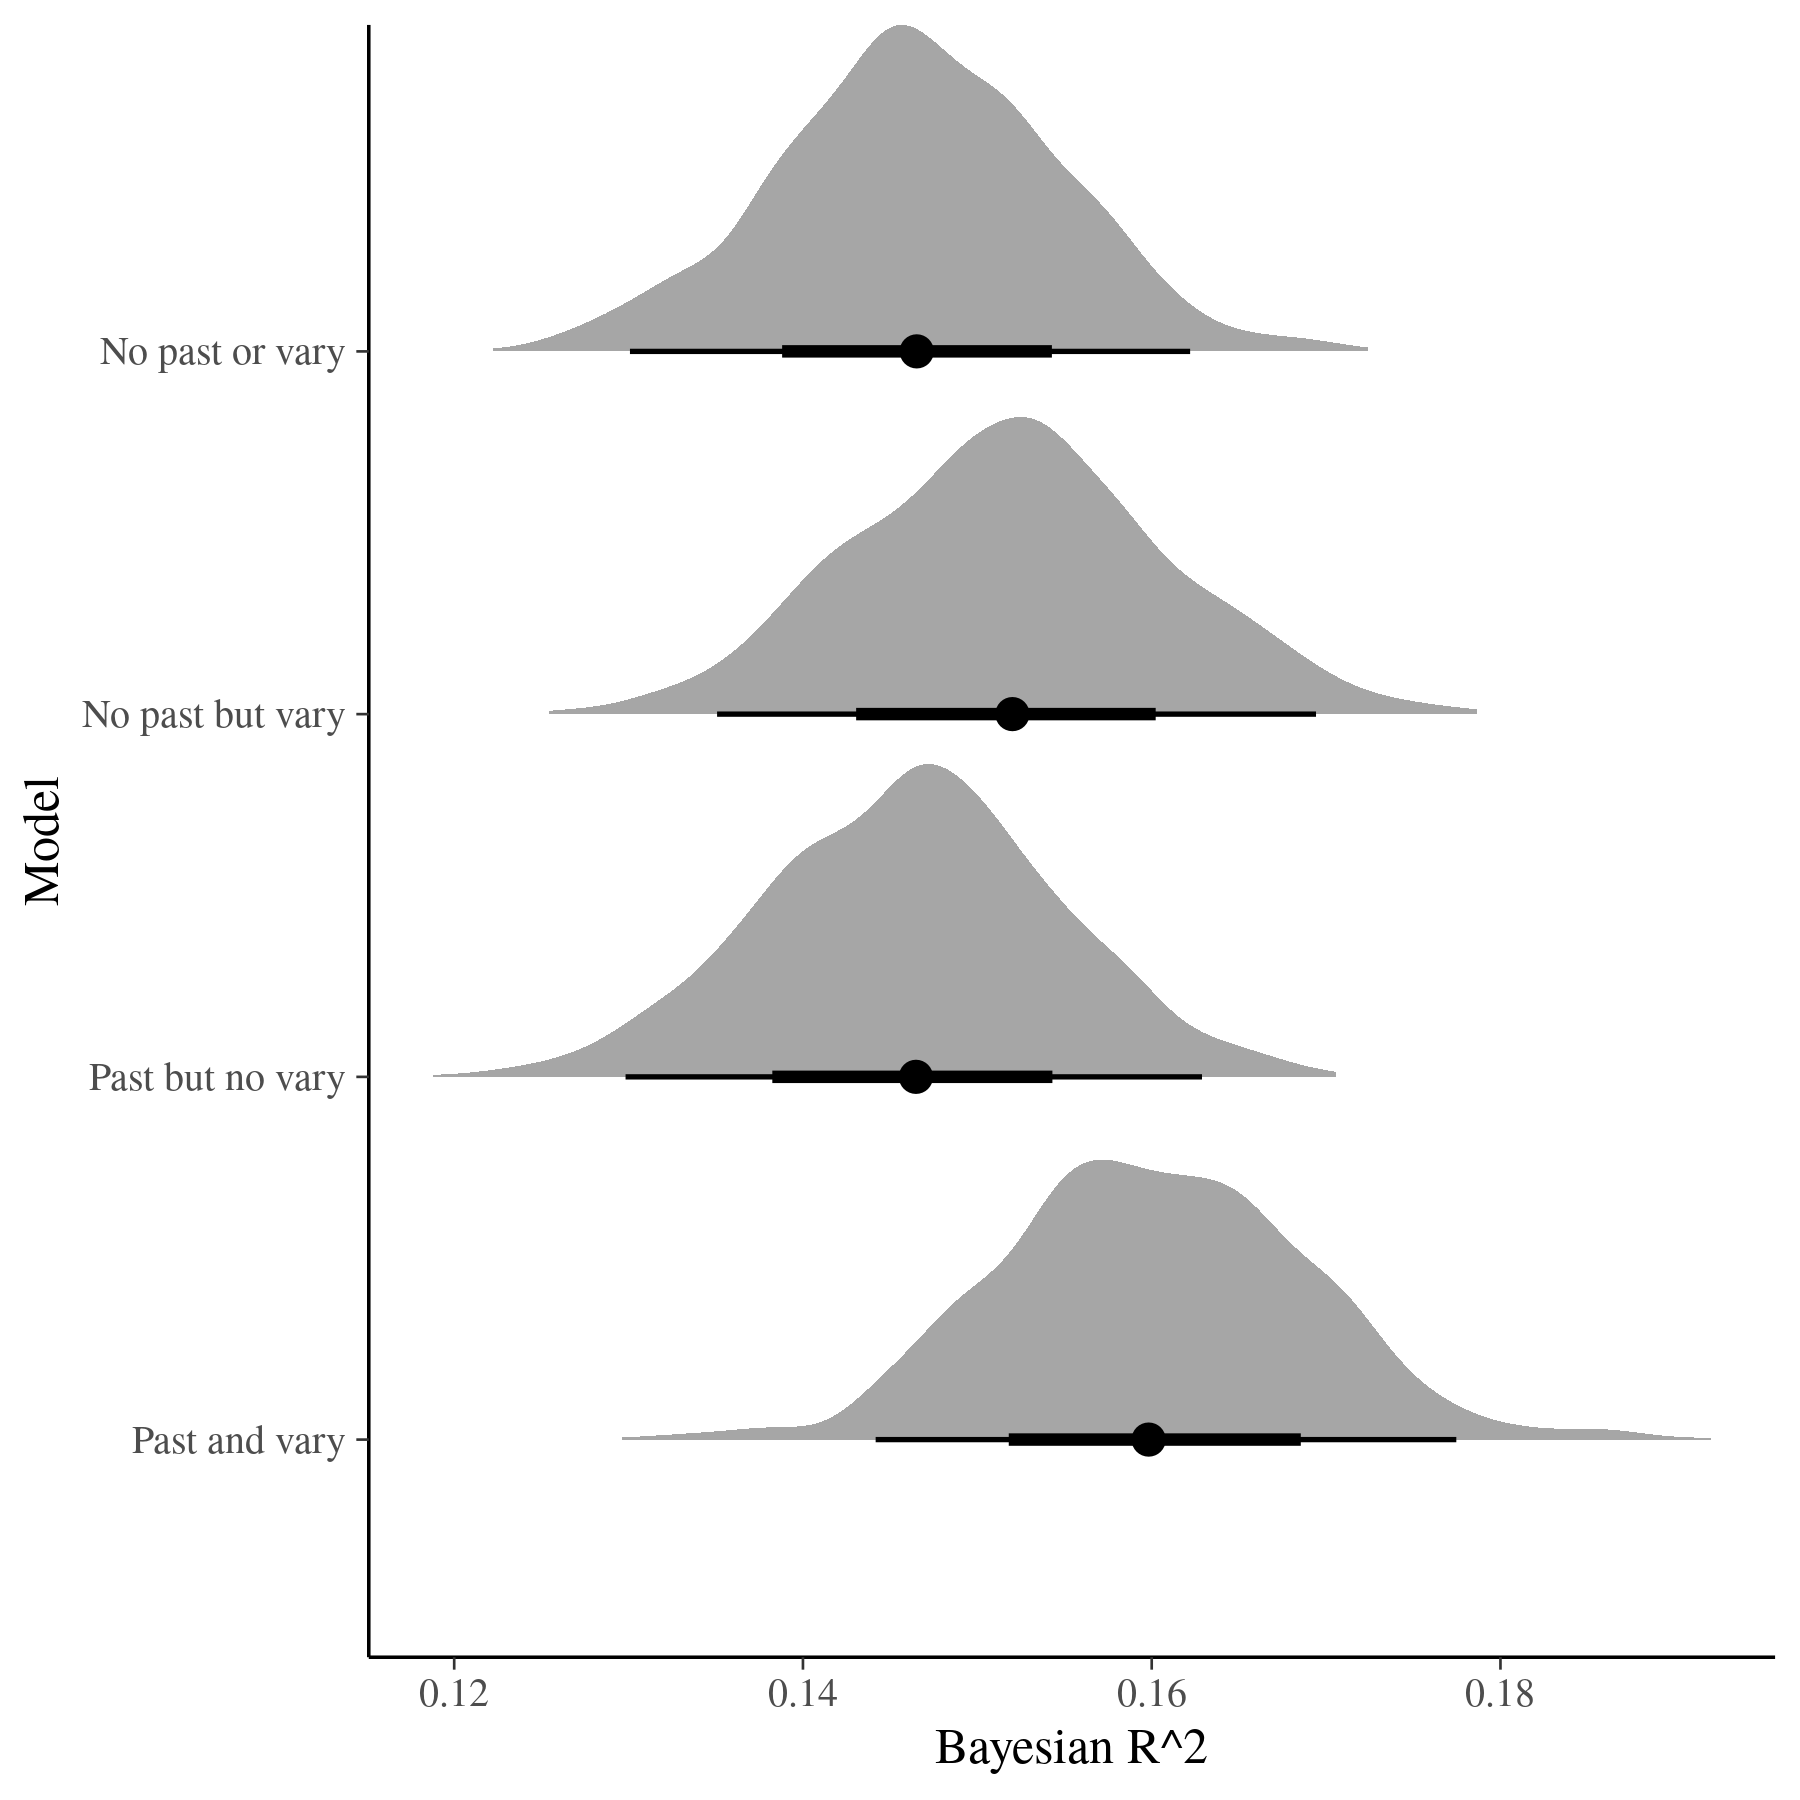 No past or vary
No past but vary
Model
Past but no vary
Past and vary
0.12 0.14 0.16 0.18
Bayesian R^2